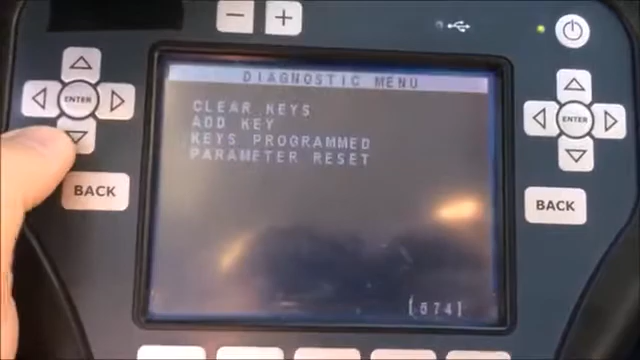 − +
ENTER
ENTER
BACK
BACK
DIAGNOSTIC MENU
CLEAR KEYS
ADD KEY
KEYS PROGRAMMED
PARAMETER RESET
[574]